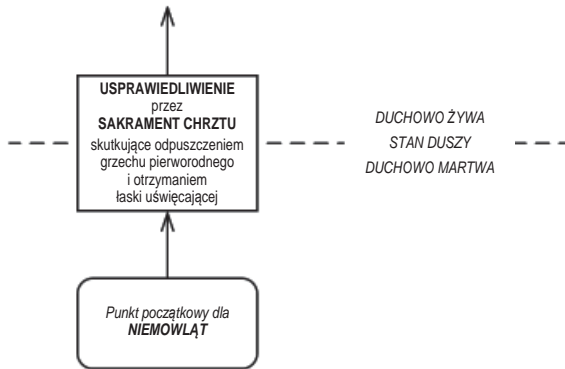 USPRAWIEDLIWIENIE
przez
SAKRAMENT CHRZTU
skutkujące odpuszczeniem
grzechu pierworodnego
i otrzymaniem
łaski uświęcającej
DUCHOWO ŻYWA
STAN DUSZY
DUCHOWO MARTWA
Punkt początkowy dla
NIEMOWLĄT